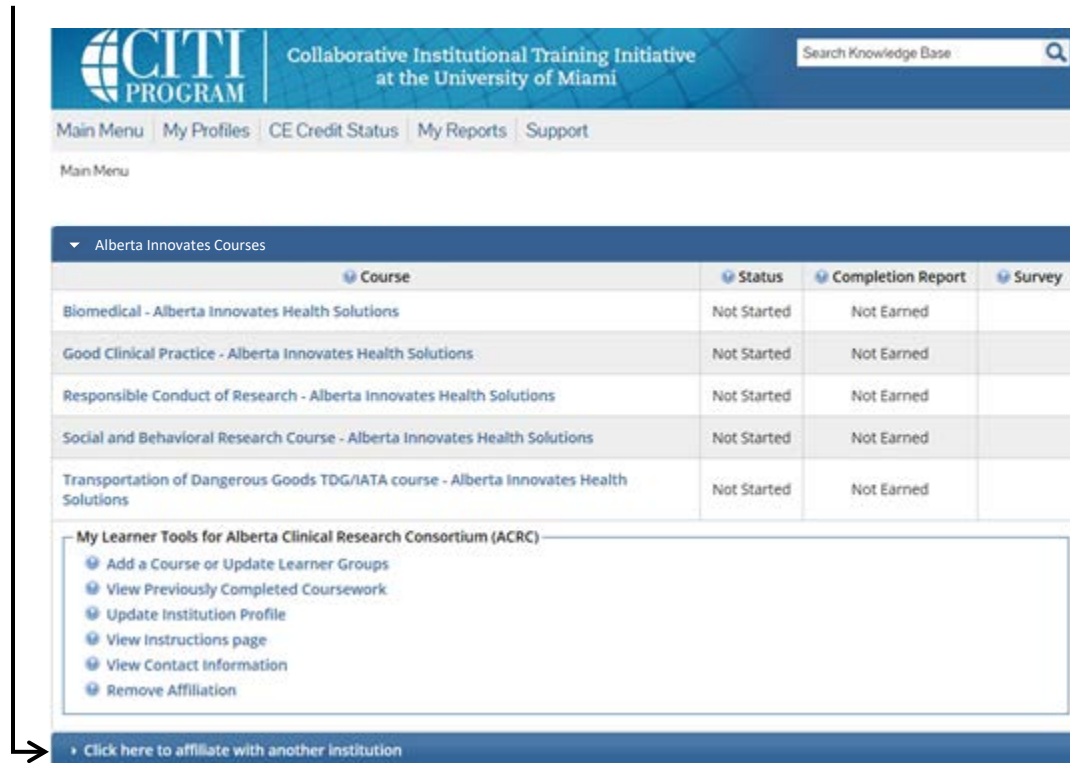 CITI PROGRAM
Collaborative Institutional Training Initiative
at the University of Miami
Search Knowledge Base
Main Menu My Profiles CE Credit Status My Reports Support
Main Menu
Alberta Innovates Courses
Course Status Completion Report Survey
Biomedical - Alberta Innovates Health Solutions Not Started Not Earned
Good Clinical Practice - Alberta Innovates Health Solutions Not Started Not Earned
Responsible Conduct of Research - Alberta Innovates Health Solutions Not Started Not Earned
Social and Behavioral Research Course - Alberta Innovates Health Solutions Not Started Not Earned
Transportation of Dangerous Goods TDG/IATA course - Alberta Innovates Health
Solutions Not Started Not Earned
My Learner Tools for Alberta Clinical Research Consortium (ACRC)
Add a Course or Update Learner Groups
View Previously Completed Coursework
Update Institution Profile
View Instructions page
View Contact Information
Remove Affiliation
Click here to affiliate with another institution